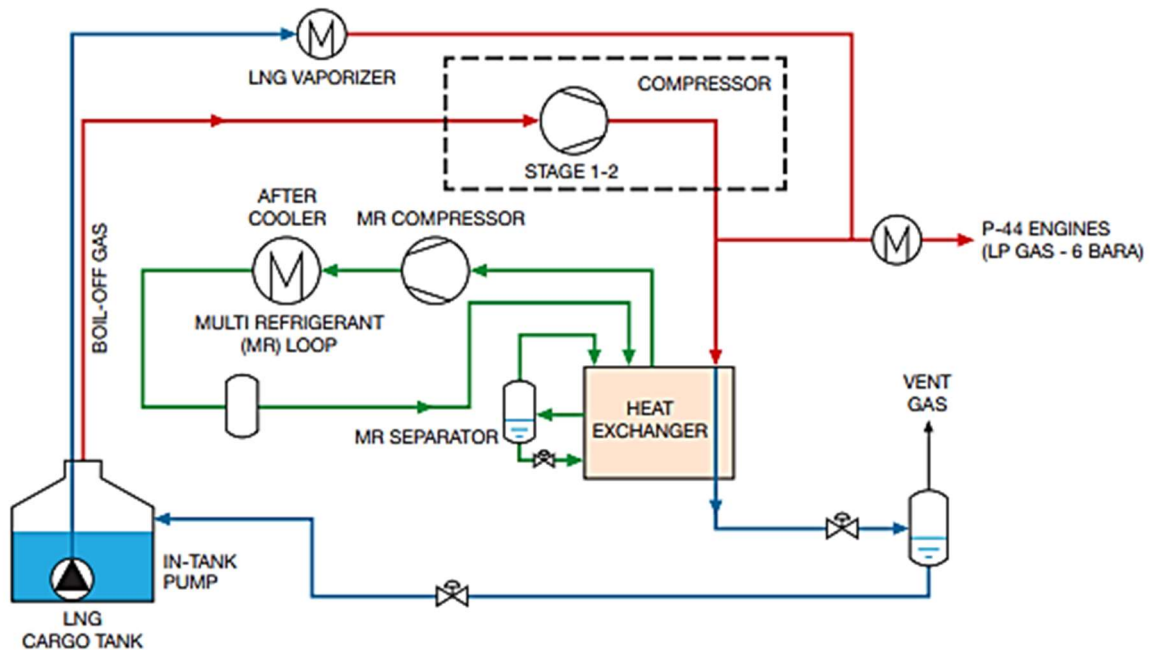 LNG VAPORIZER
COMPRESSOR
STAGE 1-2
AFTER
COOLER
MR COMPRESSOR
P-44 ENGINES
(LP GAS - 6 BARA)
BOIL-OFF GAS
MULTI REFRIGERANT
(MR) LOOP
VENT
GAS
HEAT
EXCHANGER
MR SEPARATOR
IN-TANK
PUMP
LNG
CARGO TANK